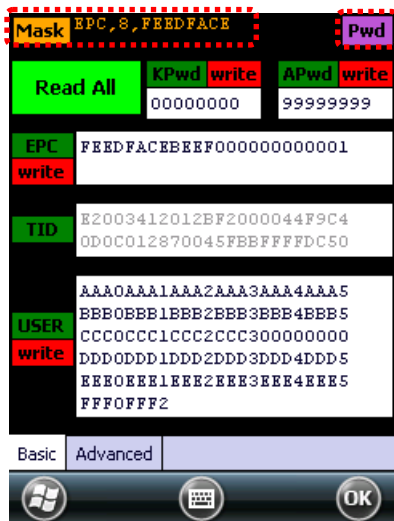 Mask EPC,8,FEEDFACE Pwd
Read All
KPwd write
00000000
APwd write
99999999
EPC
write
FEEDFACEBEEF000000000001
TID
E2003412012BF2000044F9C4
0D0C012870045FBBFFFFDC50
USER
write
AAA0AAA1AAA2AAA3AAA4AAA5
BBB0BBB1BBB2BBB3BBB4BBB5
CCC0CCC1CCC2CCC300000000
DDD0DDD1DDD2DDD3DDD4DDD5
EEE0EEE1EEE2EEE3EEE4EEE5
FFF0FFF2
Basic Advanced
OK